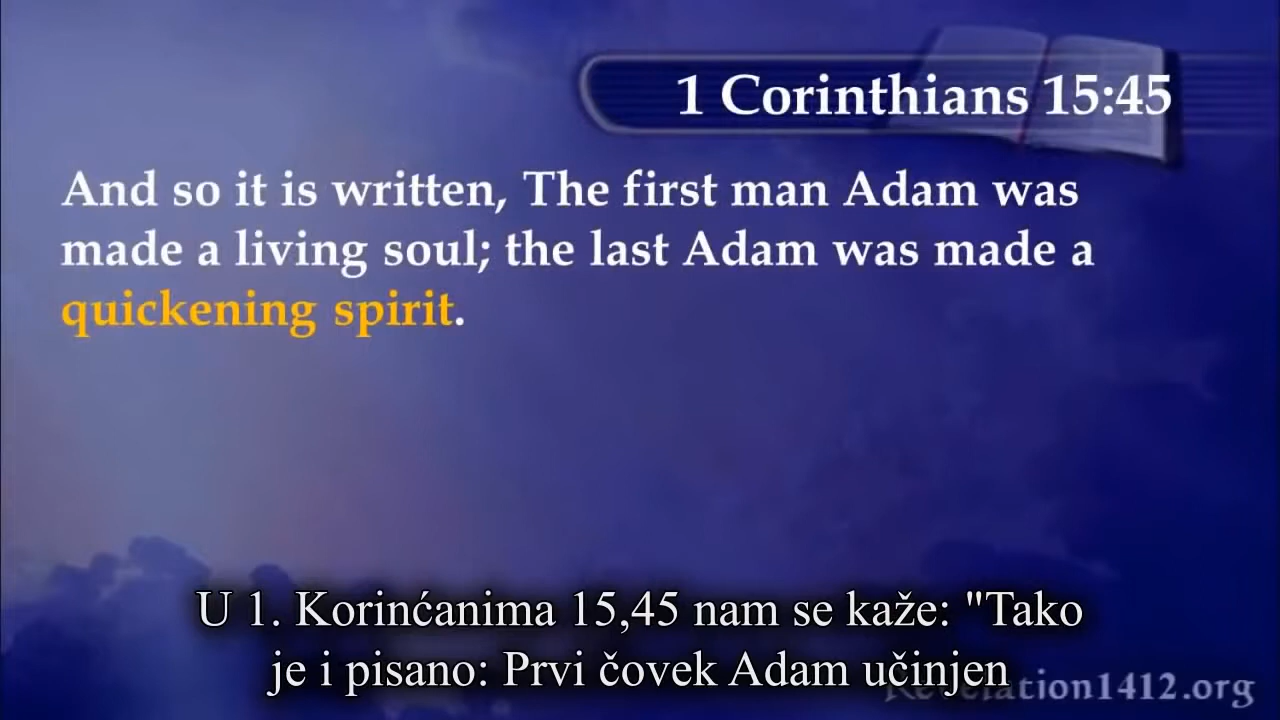 1 Corinthians 15:45
And so it is written, The first man Adam was
made a living soul; the last Adam was made a
quickening spirit.
U 1. Korinćanima 15,45 nam se kaže: "Tako
je i pisano: Prvi čovek Adam učinjen
Revelation1412.org